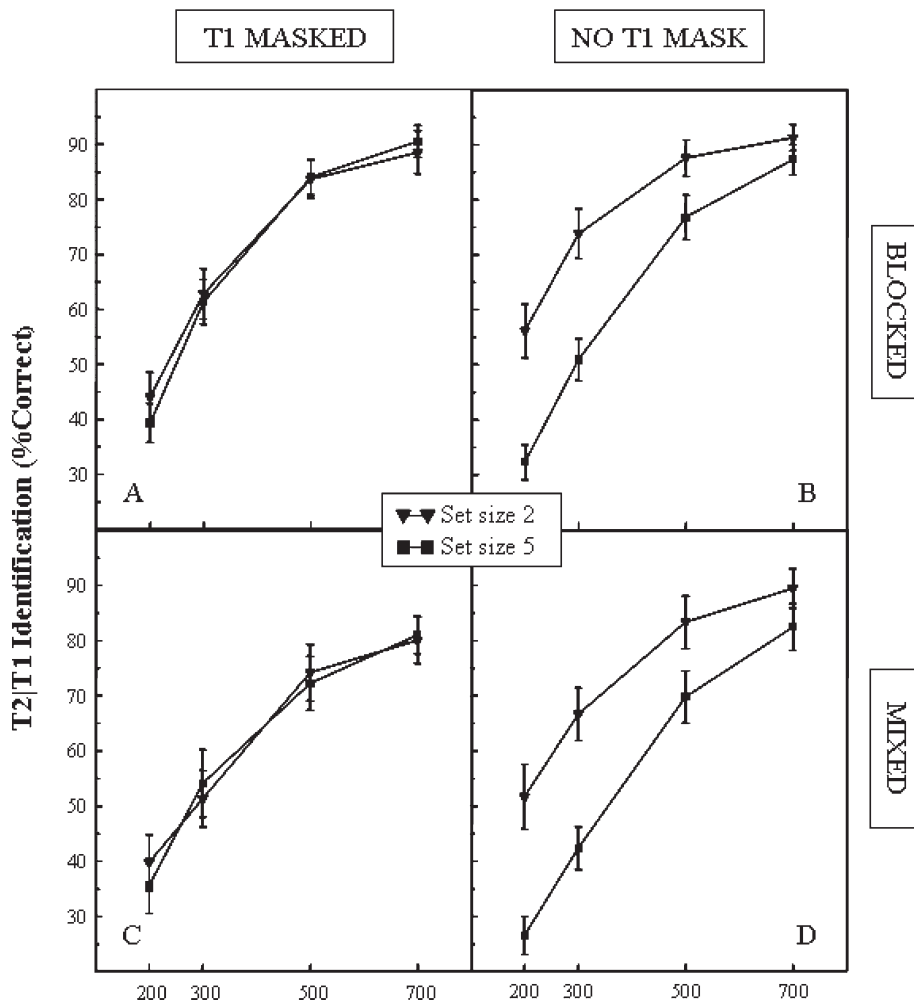 T1 MASKED
NO T1 MASK
90
80
70
60
50
40
30
A
B
BLOCKED
T2|T1 Identification (%Correct)
Set size 2
Set size 5
90
80
70
60
50
40
30
C
D
MIXED
200 300 500 700
200 300 500 700